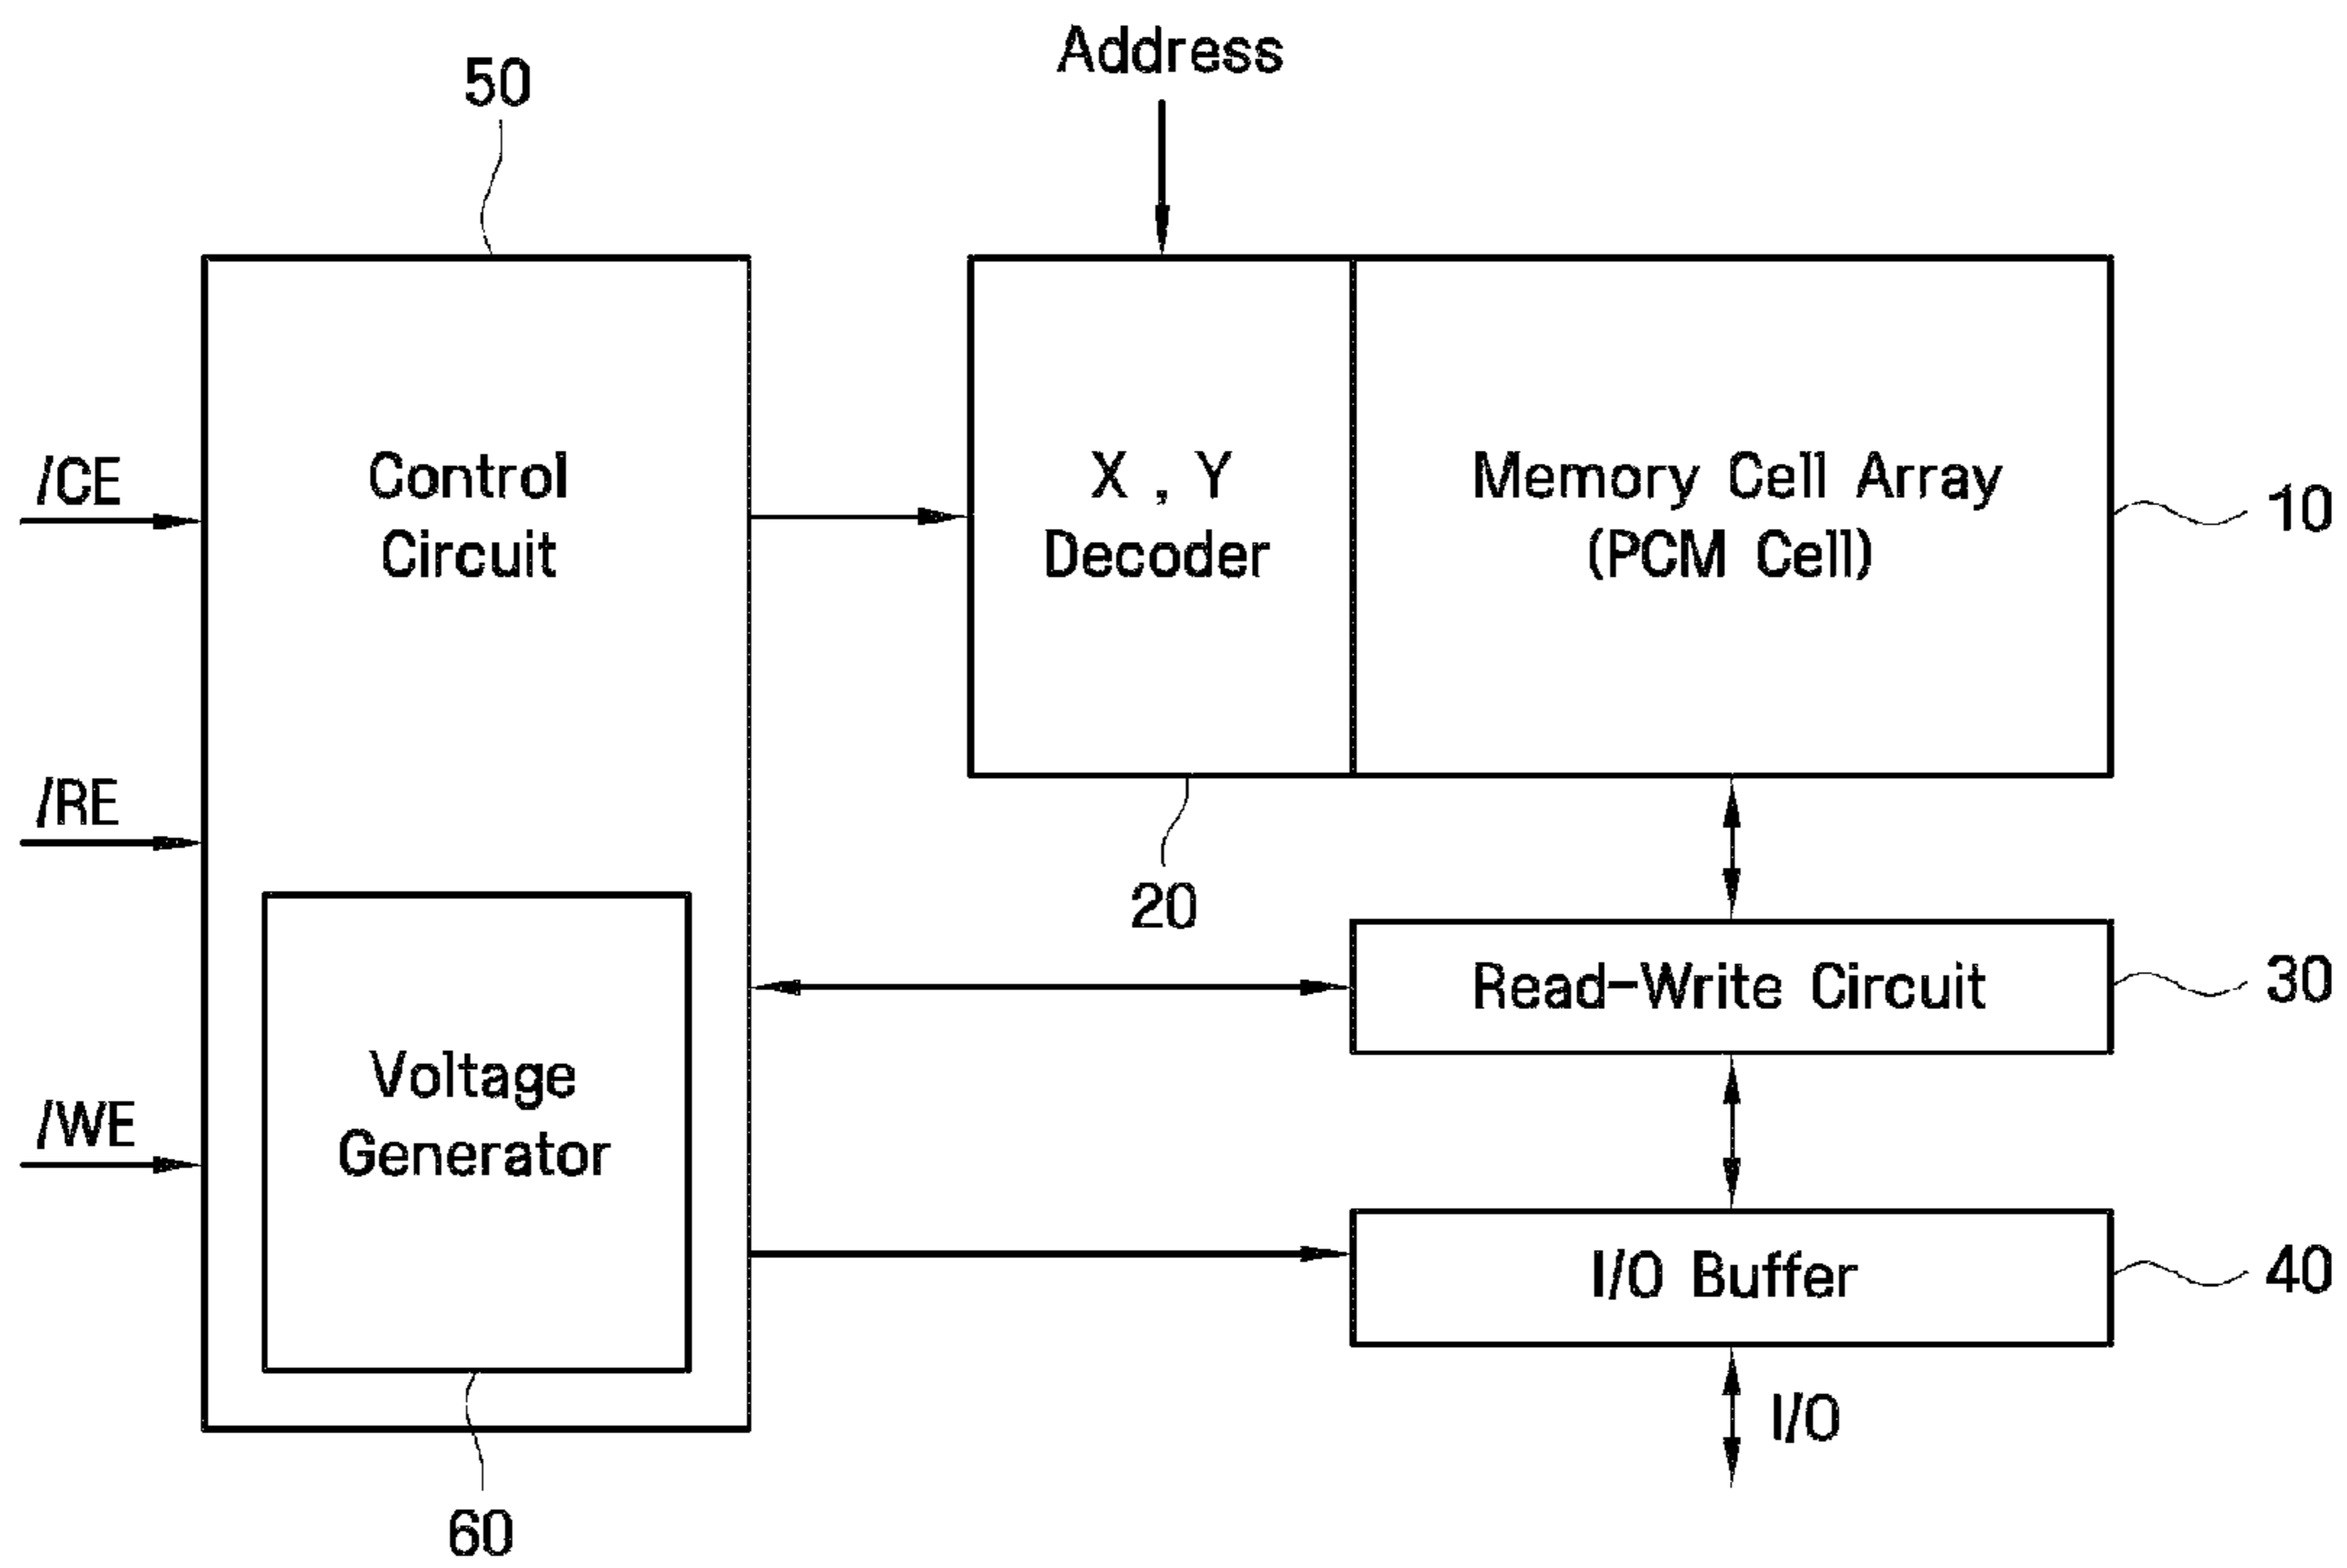 Address
50
/CE
Control
Circuit
X , Y
Decoder
Memory Cell Array
(PCM Cell)
10
/RE
20
Read-Write Circuit
30
Voltage
Generator
/WE
I/O Buffer
40
I/O
60